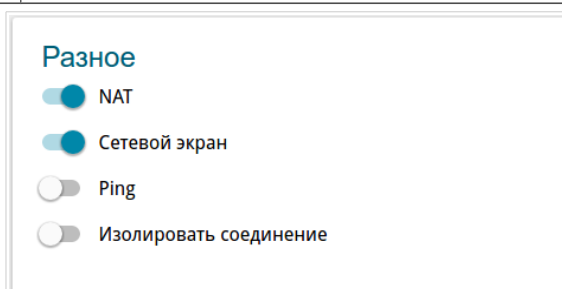 Разное
NAT
Сетевой экран
Ping
Изолировать соединение